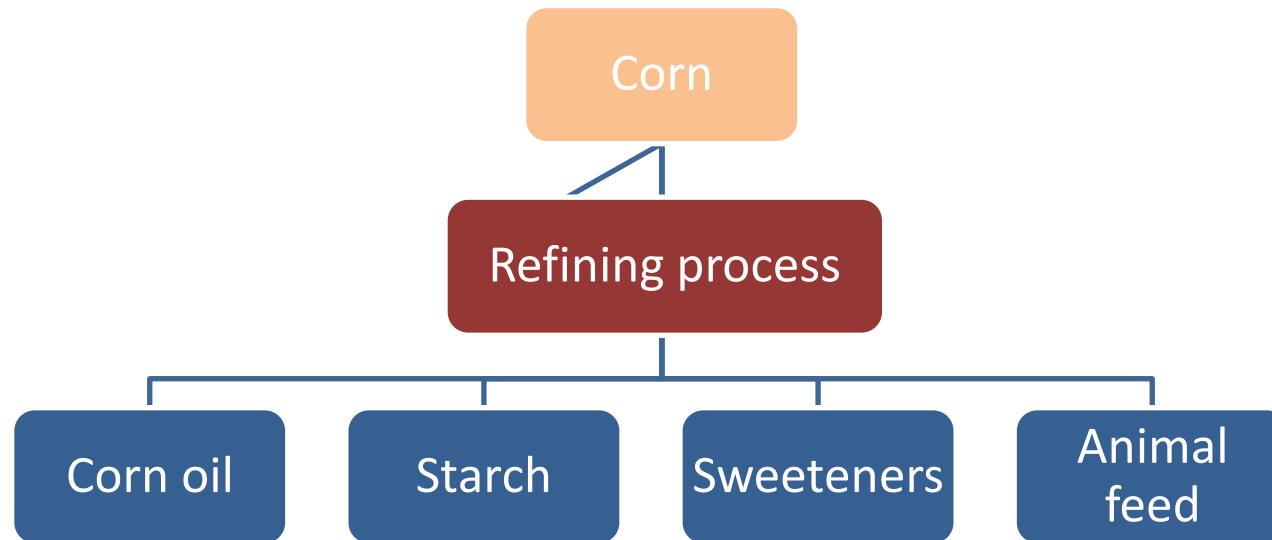 Corn
Refining process
Corn oil
Starch
Sweeteners
Animal
feed